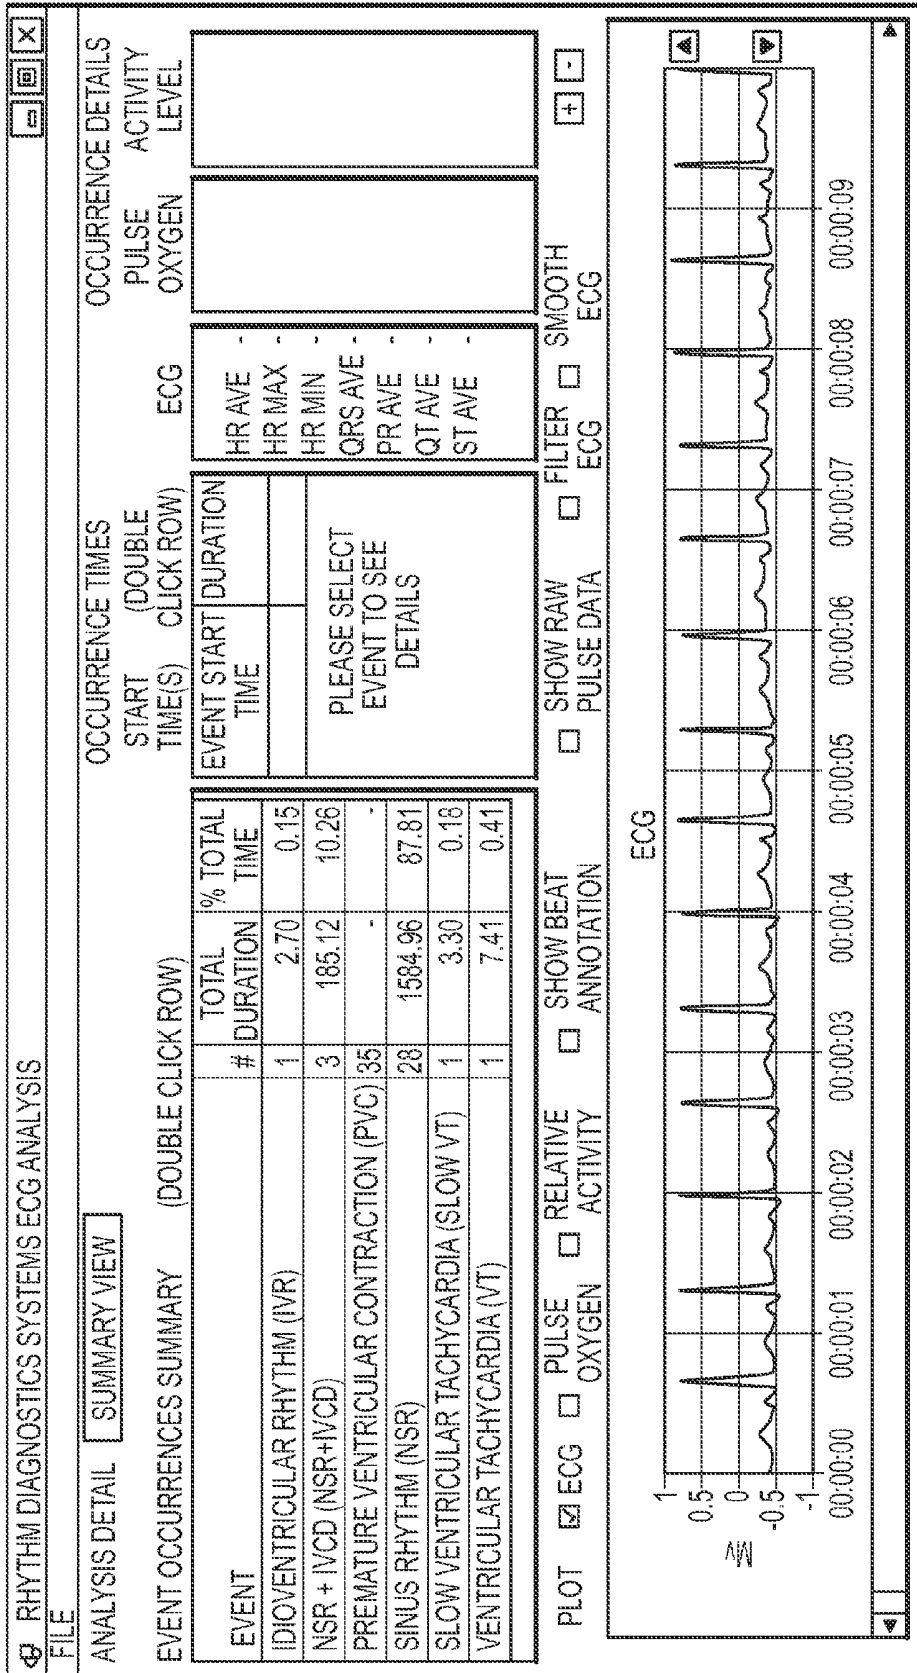 RHYTHM DIAGNOSTICS SYSTEMS ECG ANALYSIS
FILE
ANALYSIS DETAIL SUMMARY VIEW
EVENT OCCURRENCES SUMMARY (DOUBLE CLICK ROW)
EVENT # TOTAL DURATION % TOTAL TIME
IDIOVENTRICULAR RHYTHM (IVR) 1 2.70 0.15
NSR + IVCD (NSR+IVCD) 3 185.12 10.26
PREMATURE VENTRICULAR CONTRACTION (PVC) 35 - -
SINUS RHYTHM (NSR) 28 1584.96 87.81
SLOW VENTRICULAR TACHYCARDIA (SLOW VT) 1 3.30 0.18
VENTRICULAR TACHYCARDIA (VT) 1 7.41 0.41
OCCURRENCE TIMES
START TIME(S) (DOUBLE CLICK ROW)
EVENT START TIME DURATION
PLEASE SELECT
EVENT TO SEE
DETAILS
OCCURRENCE DETAILS
ECG
PULSE OXYGEN
ACTIVITY LEVEL
HR AVE -
HR MAX -
HR MIN -
QRS AVE -
PR AVE -
QT AVE -
ST AVE -
PLOT ECG PULSE OXYGEN RELATIVE ACTIVITY SHOW BEAT ANNOTATION SHOW RAW PULSE DATA FILTER ECG SMOOTH ECG + -
ECG
Mv
1
0.5
0
-0.5
-1
00:00:00 00:00:01 00:00:02 00:00:03 00:00:04 00:00:05 00:00:06 00:00:07 00:00:08 00:00:09